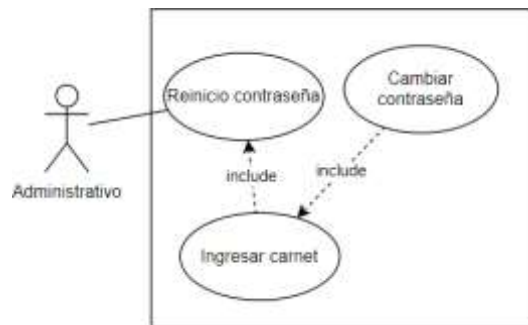 Reinicio contraseña
Cambiar
contraseña
include
include
Administrativo
Ingresar carnet